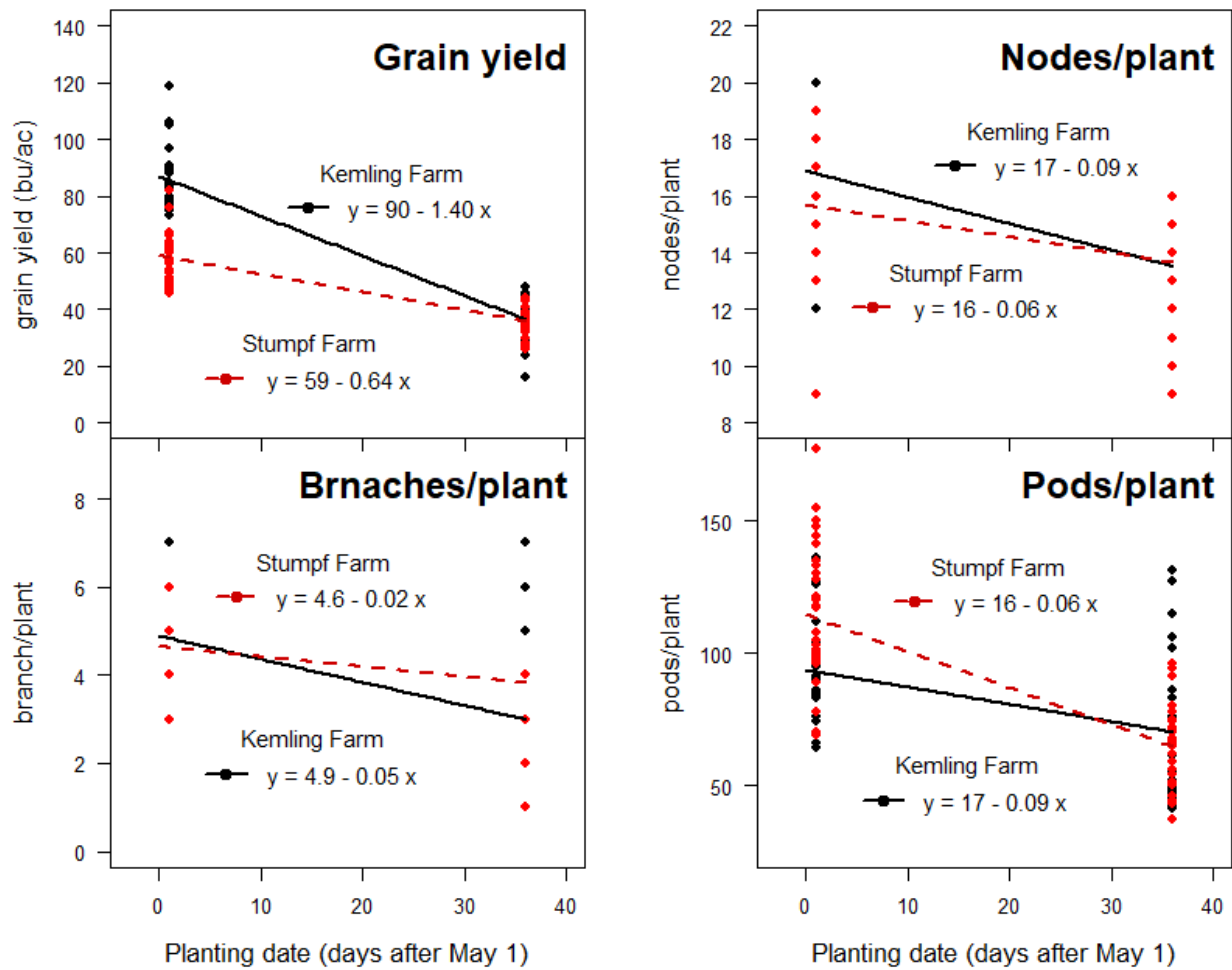 Grain yield
140
120
100
80
60
40
20
0
grain yield (bu/ac)
Kemling Farm
y = 90 - 1.40 x
Stumpf Farm
y = 59 - 0.64 x
Nodes/plant
22
20
18
16
14
12
10
8
nodes/plant
Kemling Farm
y = 17 - 0.09 x
Stumpf Farm
y = 16 - 0.06 x
Brnaches/plant
8
6
4
2
0
branch/plant
Stumpf Farm
y = 4.6 - 0.02 x
Kemling Farm
y = 4.9 - 0.05 x
0 10 20 30 40
Planting date (days after May 1)
Pods/plant
150
100
50
pods/plant
Stumpf Farm
y = 16 - 0.06 x
Kemling Farm
y = 17 - 0.09 x
0 10 20 30 40
Planting date (days after May 1)